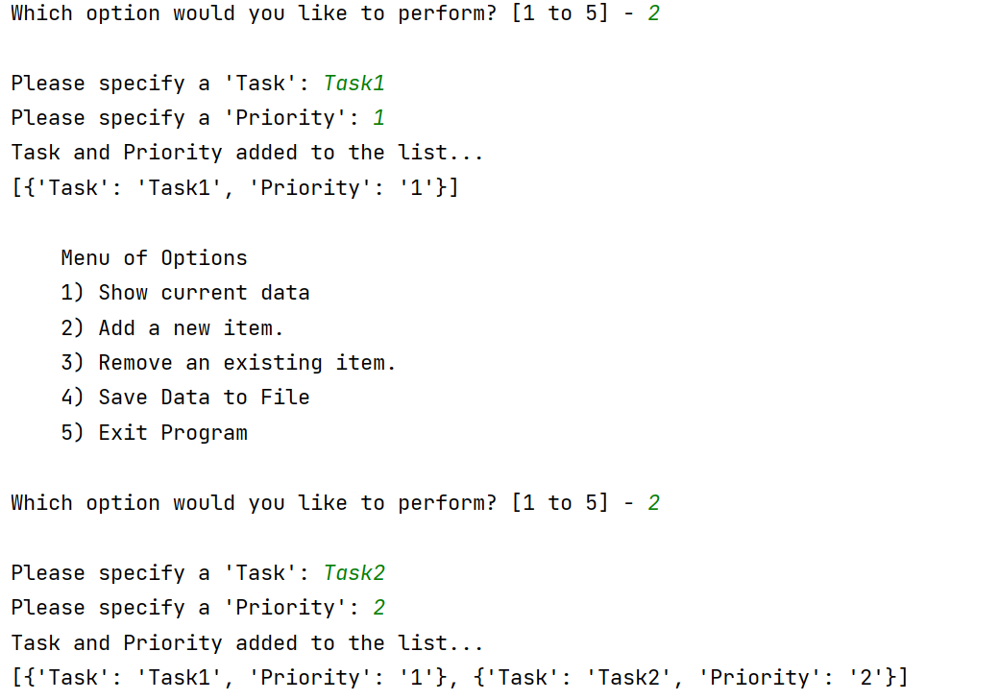 Which option would you like to perform? [1 to 5] - 2
Please specify a 'Task': Task1
Please specify a 'Priority': 1
Task and Priority added to the list...
[{'Task': 'Task1', 'Priority': '1'}]
Menu of Options
1) Show current data
2) Add a new item.
3) Remove an existing item.
4) Save Data to File
5) Exit Program
Which option would you like to perform? [1 to 5] - 2
Please specify a 'Task': Task2
Please specify a 'Priority': 2
Task and Priority added to the list...
[{'Task': 'Task1', 'Priority': '1'}, {'Task': 'Task2', 'Priority': '2'}]